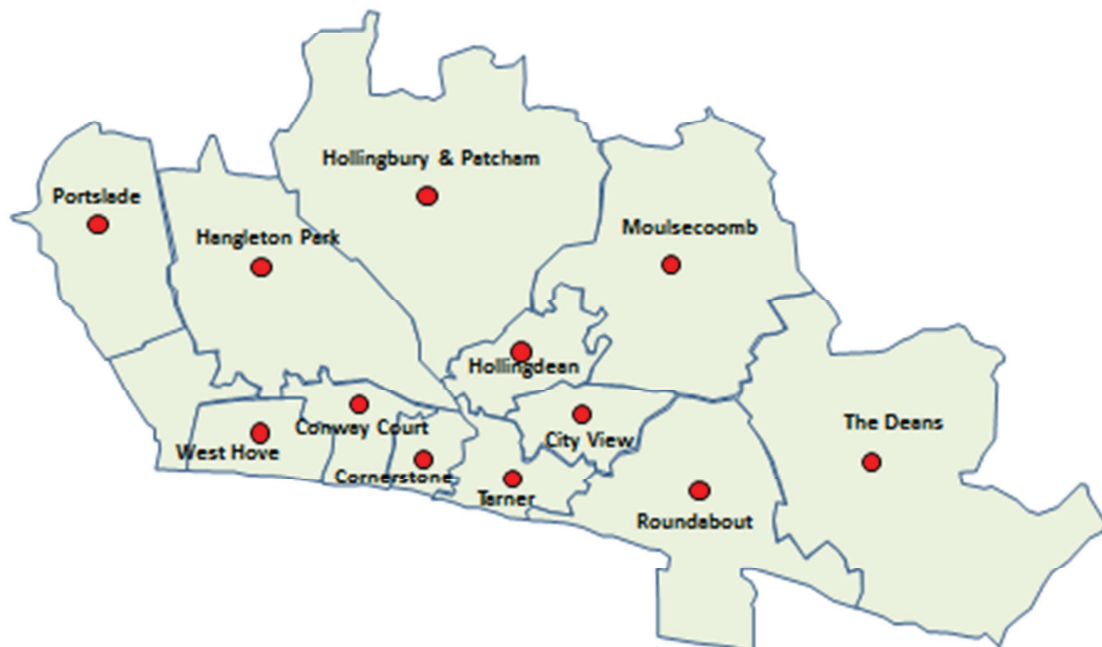 Hollingbury & Patcham
Portslade
Hangleton Park
Moulsecoomb
Hollingdean
The Deans
Conway Court
City View
West Hove
Cornerstone
Tarner
Roundabout